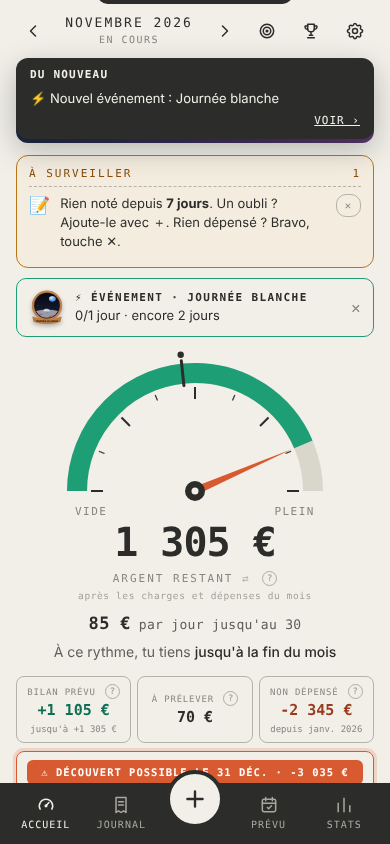 NOVEMBRE 2026
EN COURS
DU NOUVEAU
⚡ Nouvel événement : Journée blanche
VOIR ›
À SURVEILLER 1
Rien noté depuis 7 jours. Un oubli ?
Ajoute-le avec +. Rien dépensé ? Bravo,
touche ✕.
⚡ ÉVÉNEMENT · JOURNÉE BLANCHE
0/1 jour · encore 2 jours
VIDE PLEIN
1 305 €
ARGENT RESTANT ⇄ ?
après les charges et dépenses du mois
85 € par jour jusqu'au 30
À ce rythme, tu tiens jusqu'à la fin du mois
BILAN PRÉVU ?
+1 105 €
jusqu'à +1 305 €
À PRÉLEVER ?
70 €
NON DÉPENSÉ ?
-2 345 €
depuis janv. 2026
⚠ DÉCOUVERT POSSIBLE LE 31 DÉC. · -3 035 €
ACCUEIL JOURNAL + PRÉVU STATS